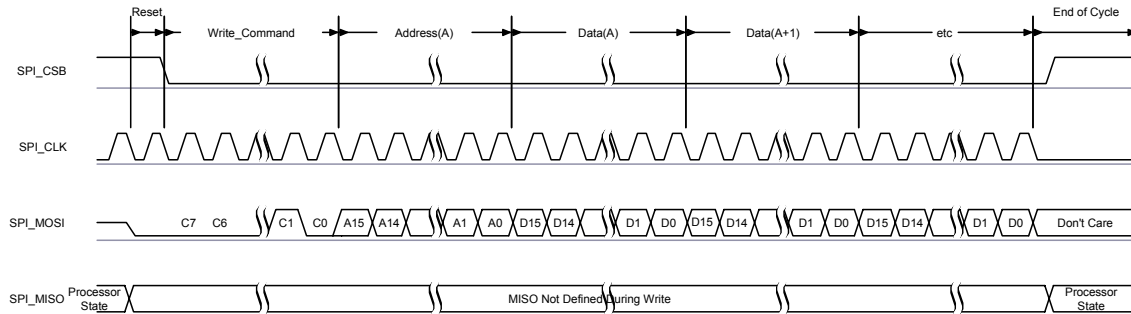 Reset
End of Cycle
Write_Command Address(A) Data(A) Data(A+1) etc
SPI_CSB
SPI_CLK
SPI_MOSI C7 C6 C1 C0 A15 A14 A1 A0 D15 D14 D1 D0 D15 D14 D1 D0 D15 D14 D1 D0 Don't Care
SPI_MISO Processor State MISO Not Defined During Write Processor State